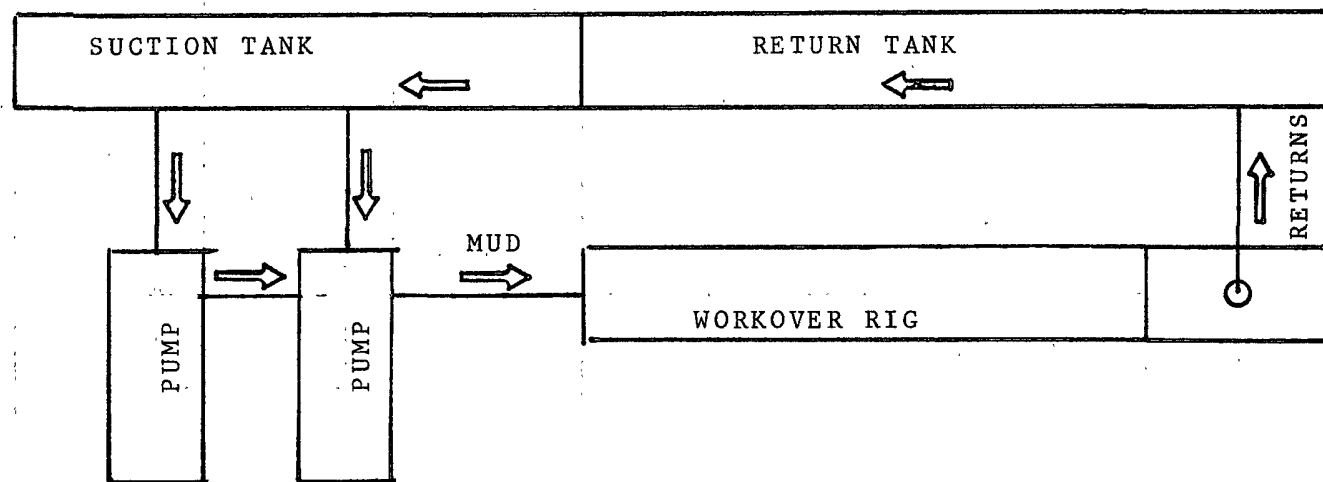 SUCTION TANK
RETURN TANK
RETURNS
MUD
PUMP
PUMP
WORKOVER RIG